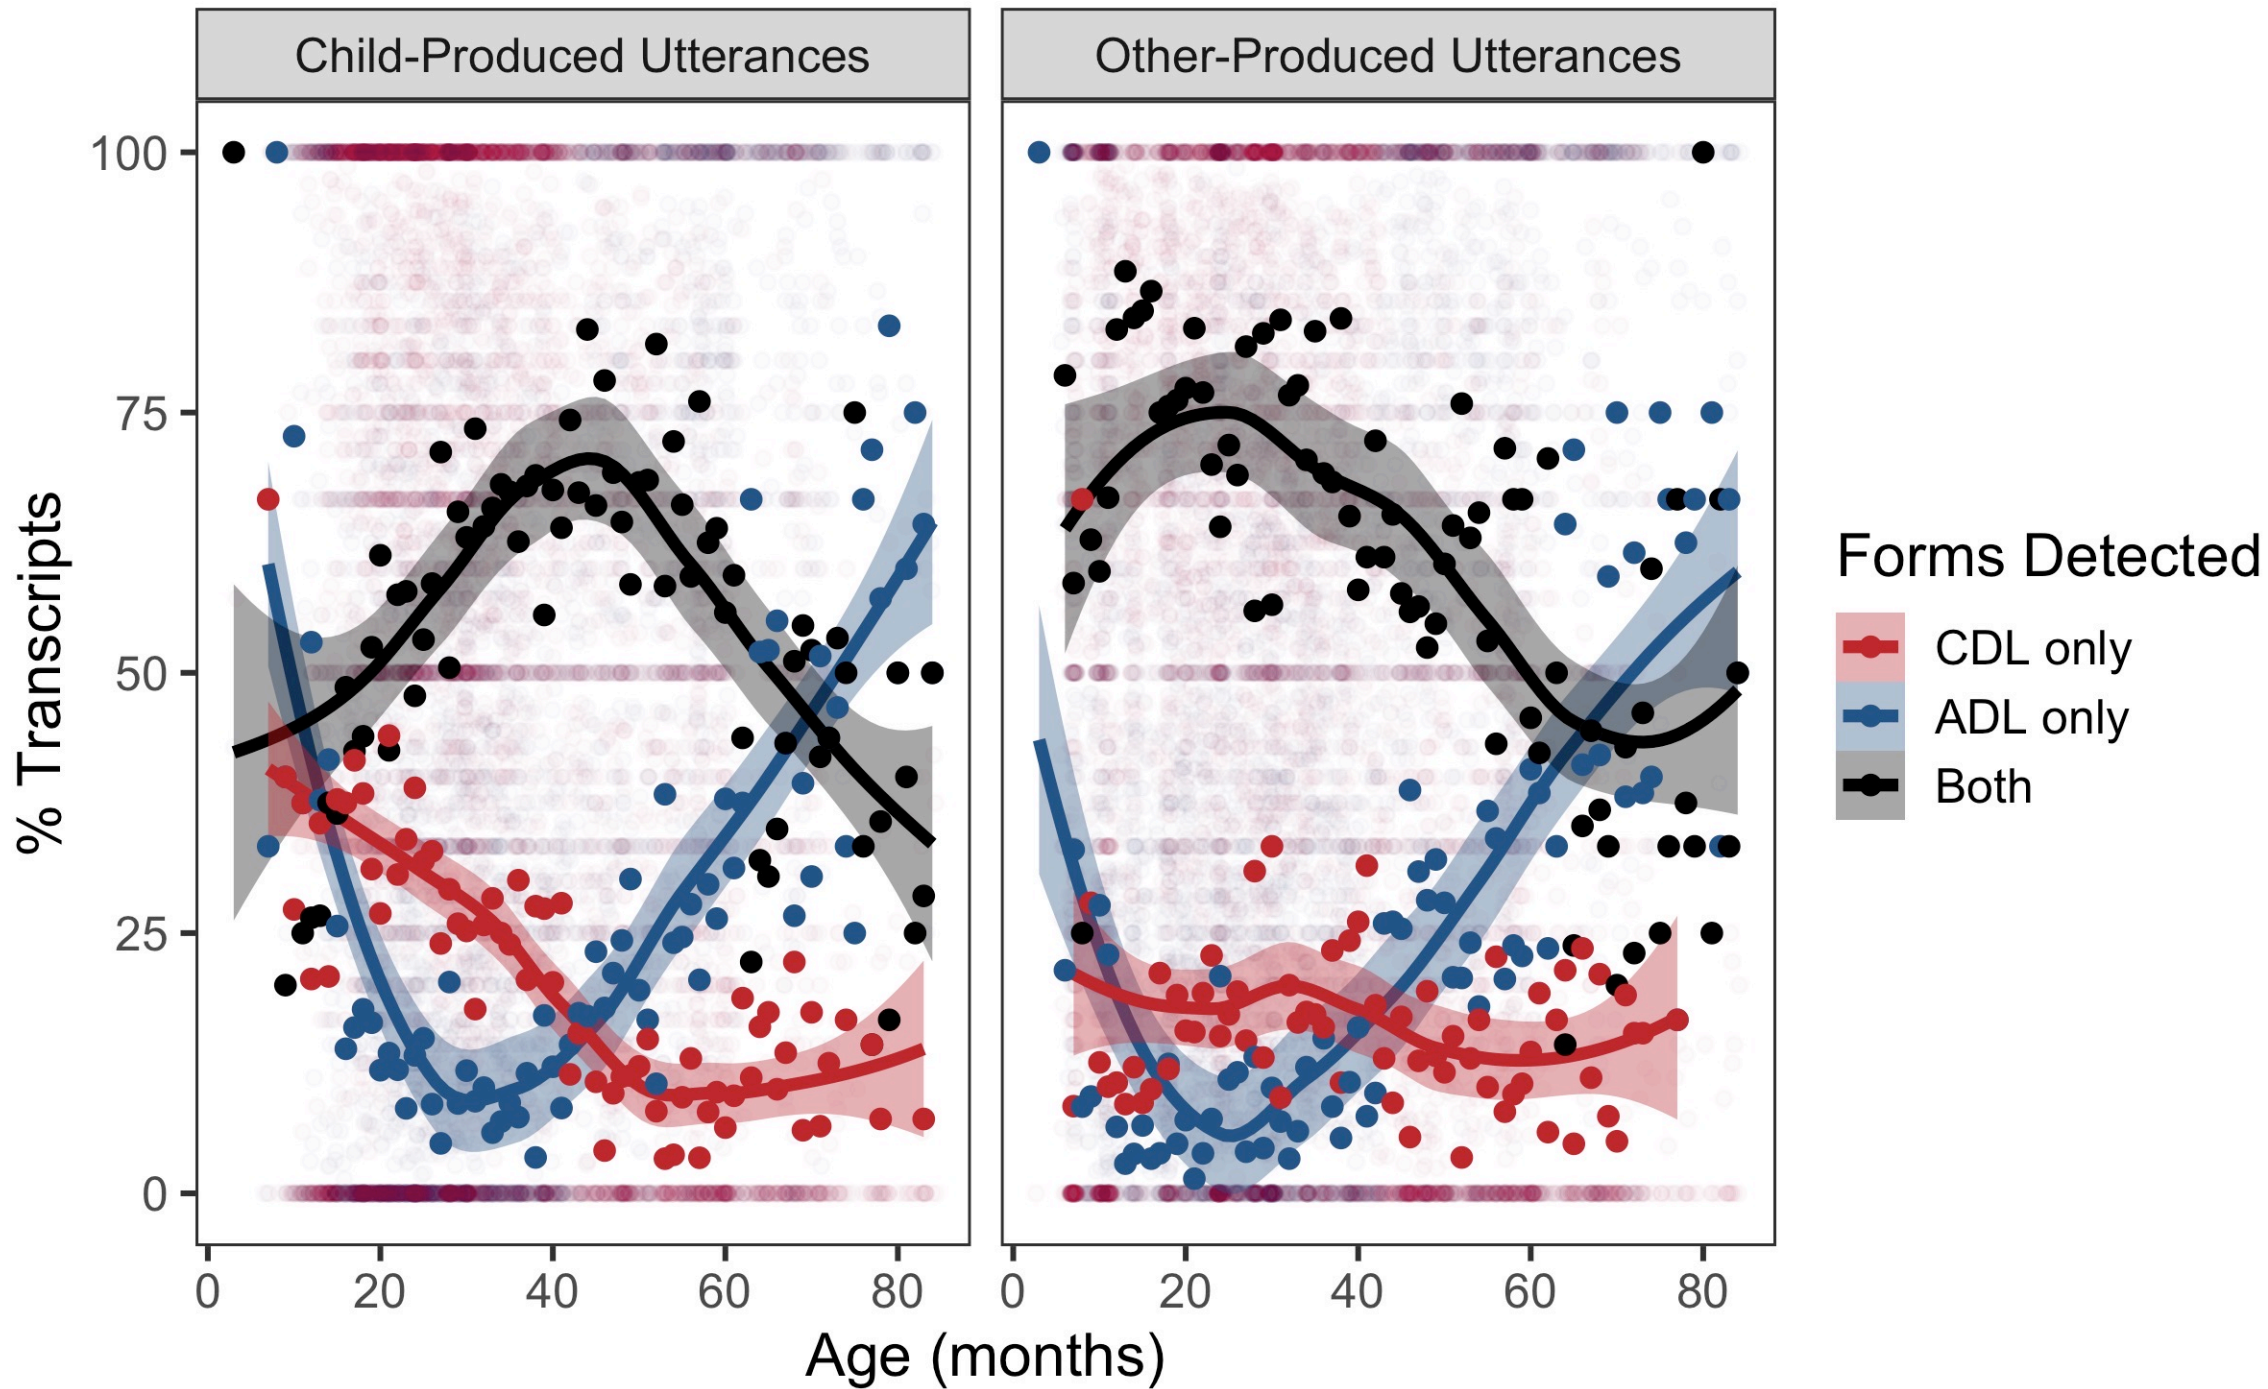 Child-Produced Utterances
Other-Produced Utterances
% Transcripts
100
75
50
25
0
0 20 40 60 80
0 20 40 60 80
Age (months)
Forms Detected
CDL only
ADL only
Both